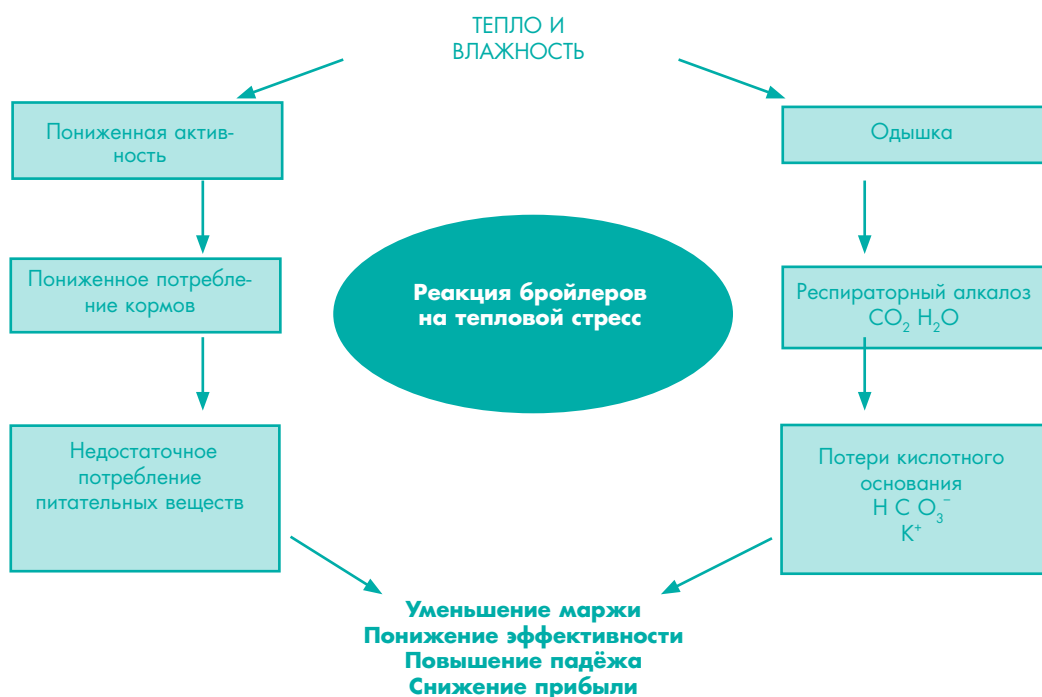 ТЕПЛО И
ВЛАЖНОСТЬ
Пониженная актив-
ность
Одышка
Пониженное потребле-
ние кормов
Реакция бройлеров
на тепловой стресс
Респираторный алкалоз
CO₂ H₂O
Недостаточное
потребление
питательных веществ
Потери кислотного
основания
H C O₃⁻
K⁺
Уменьшение маржи
Понижение эффективности
Повышение падёжа
Снижение прибыли